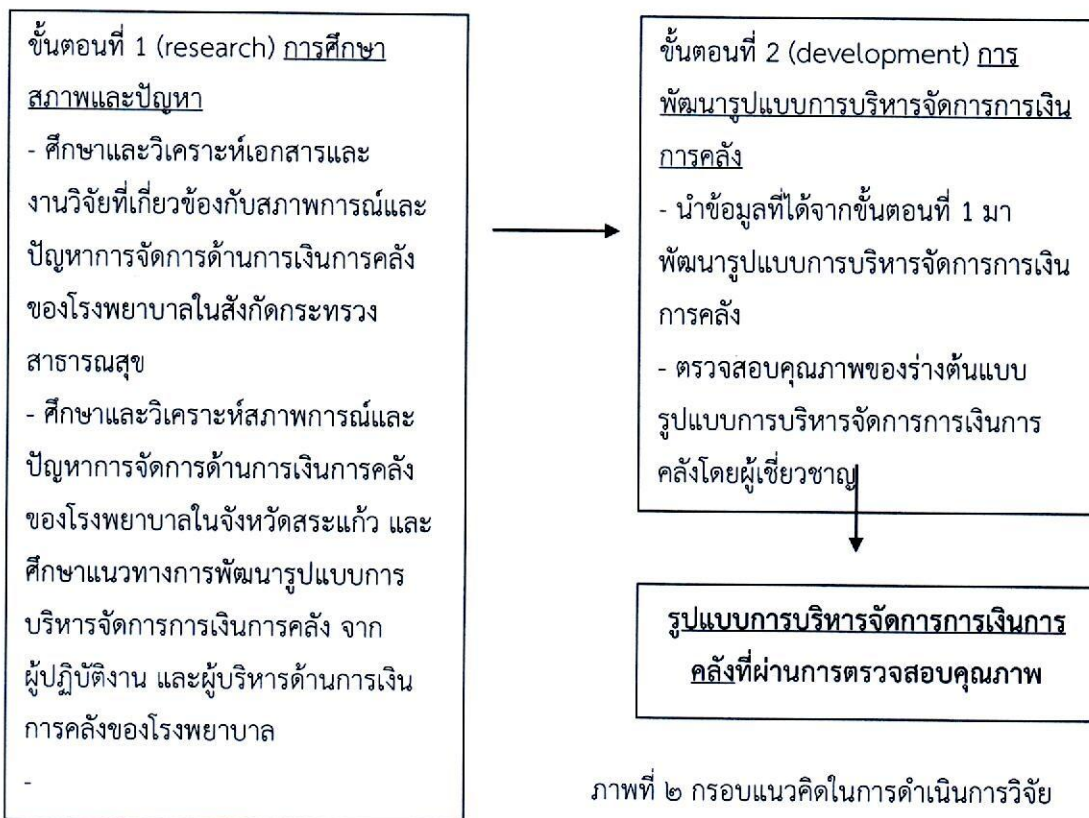 ขั้นตอนที่ 1 (research) การศึกษา
สภาพและปัญหา
- ศึกษาและวิเคราะห์เอกสารและ
งานวิจัยที่เกี่ยวข้องกับสภาพการณ์และ
ปัญหาการจัดการด้านการเงินการคลัง
ของโรงพยาบาลในสังกัดกระทรวง
สาธารณสุข
- ศึกษาและวิเคราะห์สภาพการณ์และ
ปัญหาการจัดการด้านการเงินการคลัง
ของโรงพยาบาลในจังหวัดสระแก้ว และ
ศึกษาแนวทางการพัฒนารูปแบบการ
บริหารจัดการการเงินการคลัง จาก
ผู้ปฏิบัติงาน และผู้บริหารด้านการเงิน
การคลังของโรงพยาบาล
-
ขั้นตอนที่ 2 (development) การ
พัฒนารูปแบบการบริหารจัดการการเงิน
การคลัง
- นำข้อมูลที่ได้จากขั้นตอนที่ 1 มา
พัฒนารูปแบบการบริหารจัดการการเงิน
การคลัง
- ตรวจสอบคุณภาพของร่างต้นแบบ
รูปแบบการบริหารจัดการการเงินการ
คลังโดยผู้เชี่ยวชาญ
รูปแบบการบริหารจัดการการเงินการ
คลังที่ผ่านการตรวจสอบคุณภาพ
ภาพที่ ๒ กรอบแนวคิดในการดำเนินการวิจัย